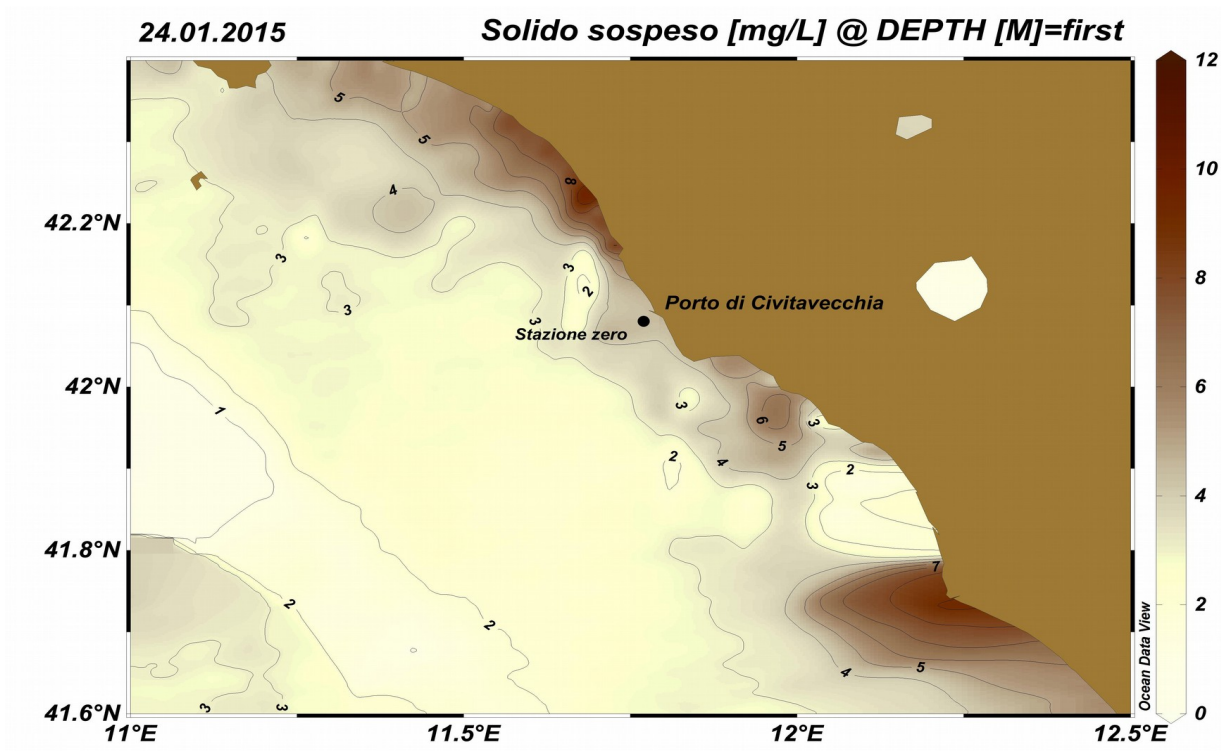 24.01.2015
Solido sospeso [mg/L] @ DEPTH [M]=first
12
5
5
10
8
4
42.2°N
3
3
2
8
3
3
Porto di Civitavecchia
Stazione zero
6
42°N
3
1
6
3
5
2
4
2
3
4
41.8°N
7
2
2
2
Ocean Data View
4
5
3
3
41.6°N
0
11°E
11.5°E
12°E
12.5°E